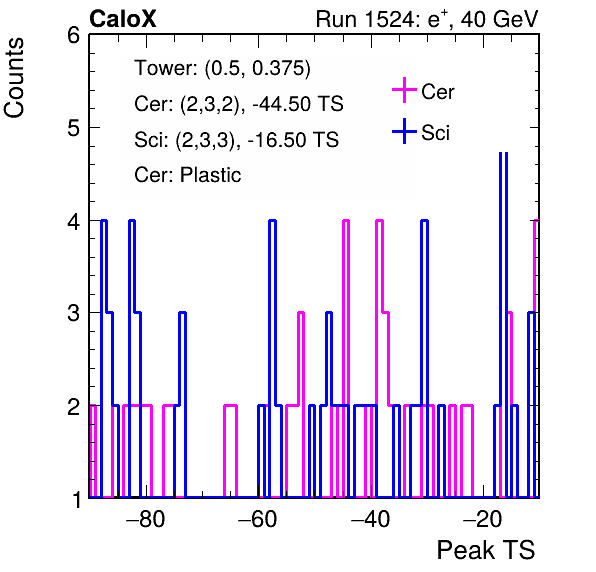 CaloX
Run 1524: e+, 40 GeV
Counts
6
5
4
3
2
1
Tower: (0.5, 0.375)
Cer: (2,3,2), -44.50 TS
Sci: (2,3,3), -16.50 TS
Cer: Plastic
Cer
Sci
−80
−60
−40
−20
Peak TS